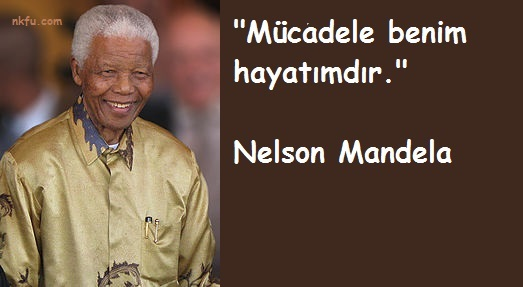 nkfu.com
"Mücadele benim
hayatımdır."
Nelson Mandela